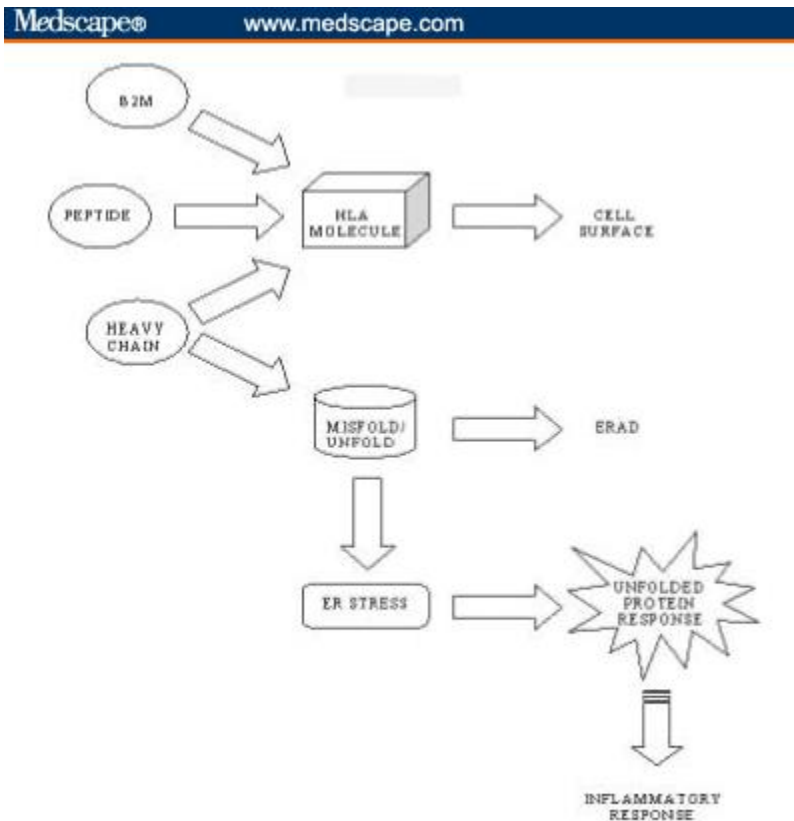 Medscape® www.medscape.com
B2M
PEPTIDE
HLA
MOLECULE
CELL
SURFACE
HEAVY
CHAIN
MISFOLD/
UNFOLD
ERAD
ER STRESS
UNFOLDED
PROTEIN
RESPONSE
INFLAMMATORY
RESPONSE